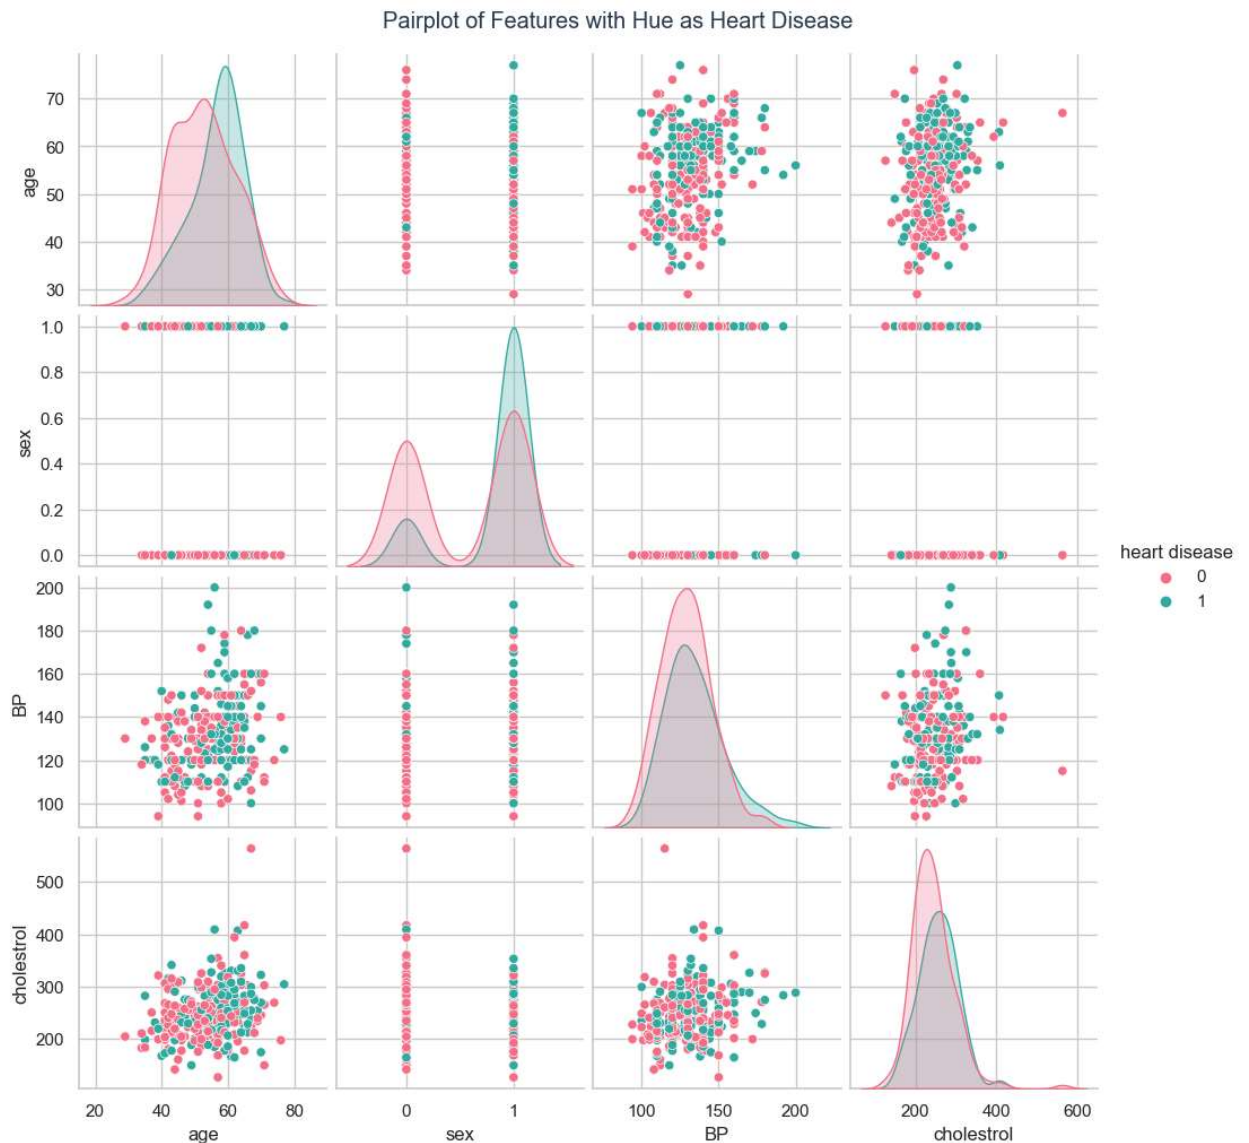 Pairplot of Features with Hue as Heart Disease
age
70
60
50
40
30
sex
1.0
0.8
0.6
0.4
0.2
0.0
heart disease
0
1
BP
200
180
160
140
120
100
cholestrol
500
400
300
200
20 40 60 80 0 1 100 150 200 200 400 600
age sex BP cholestrol